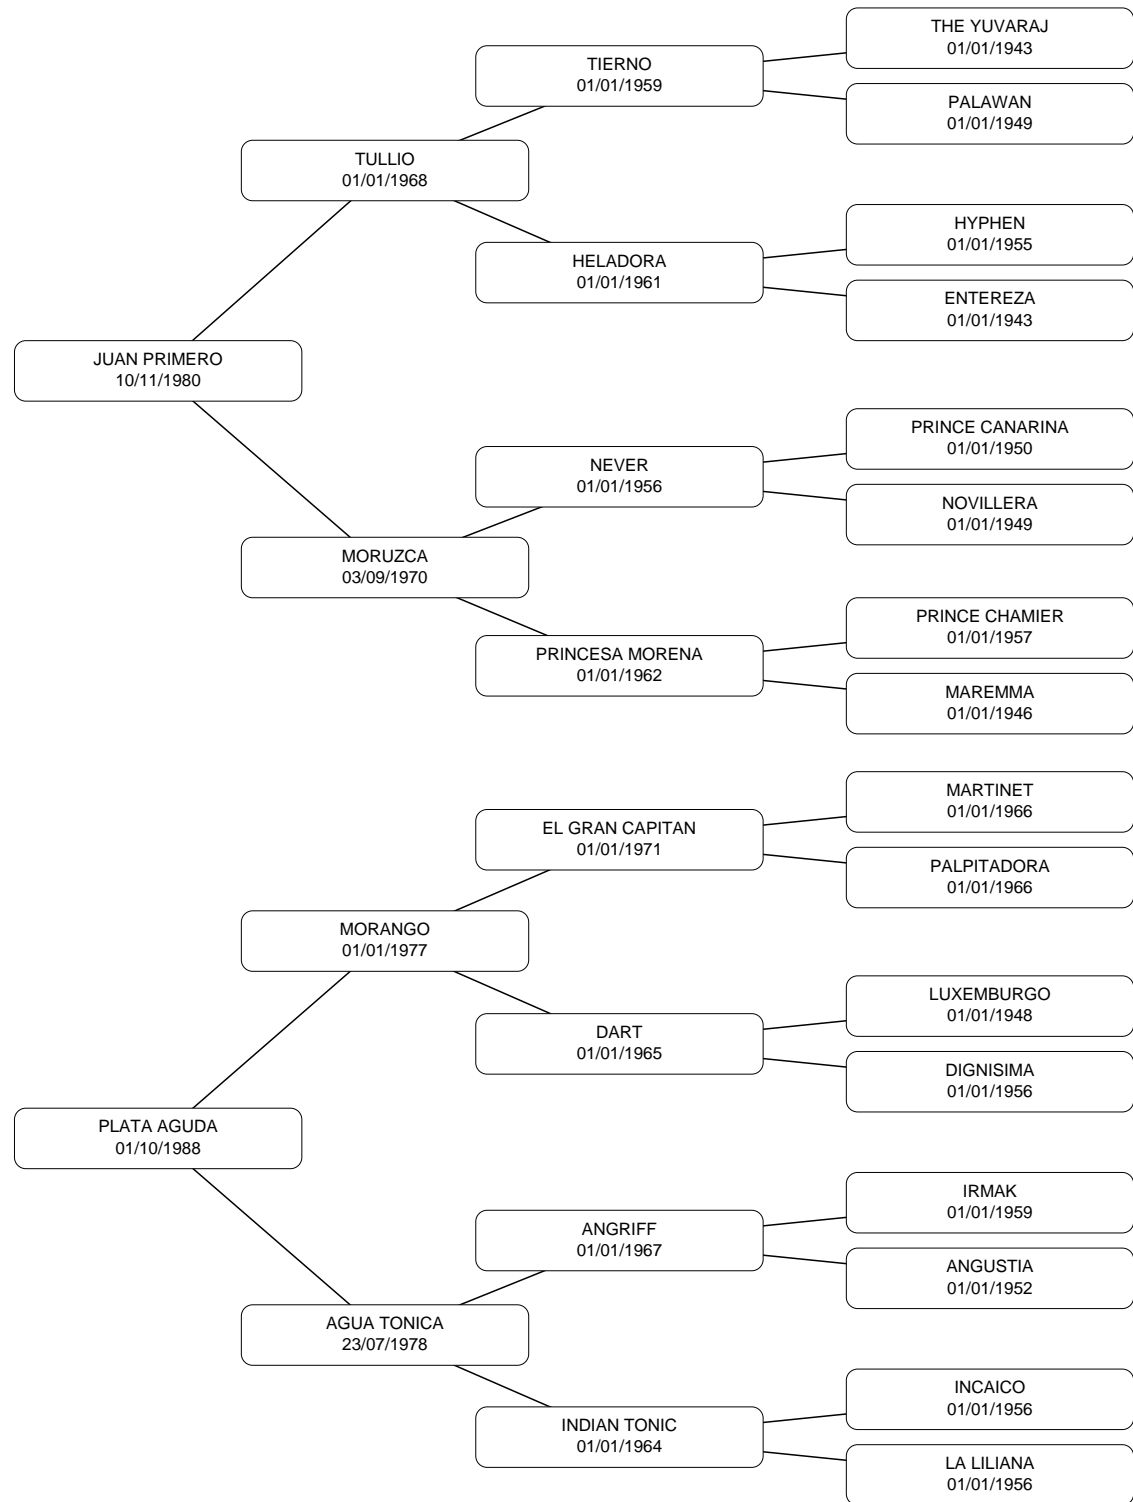 THE YUVARAJ
01/01/1943
TIERNO
01/01/1959
PALAWAN
01/01/1949
TULLIO
01/01/1968
HYPHEN
01/01/1955
HELADORA
01/01/1961
ENTEREZA
01/01/1943
JUAN PRIMERO
10/11/1980
PRINCE CANARINA
01/01/1950
NEVER
01/01/1956
NOVILLERA
01/01/1949
MORUZCA
03/09/1970
PRINCE CHAMIER
01/01/1957
PRINCESA MORENA
01/01/1962
MAREMMA
01/01/1946
MARTINET
01/01/1966
EL GRAN CAPITAN
01/01/1971
PALPITADORA
01/01/1966
MORANGO
01/01/1977
LUXEMBURGO
01/01/1948
DART
01/01/1965
DIGNISIMA
01/01/1956
PLATA AGUDA
01/10/1988
IRMAK
01/01/1959
ANGRIFF
01/01/1967
ANGUSTIA
01/01/1952
AGUA TONICA
23/07/1978
INCAICO
01/01/1956
INDIAN TONIC
01/01/1964
LA LILIANA
01/01/1956